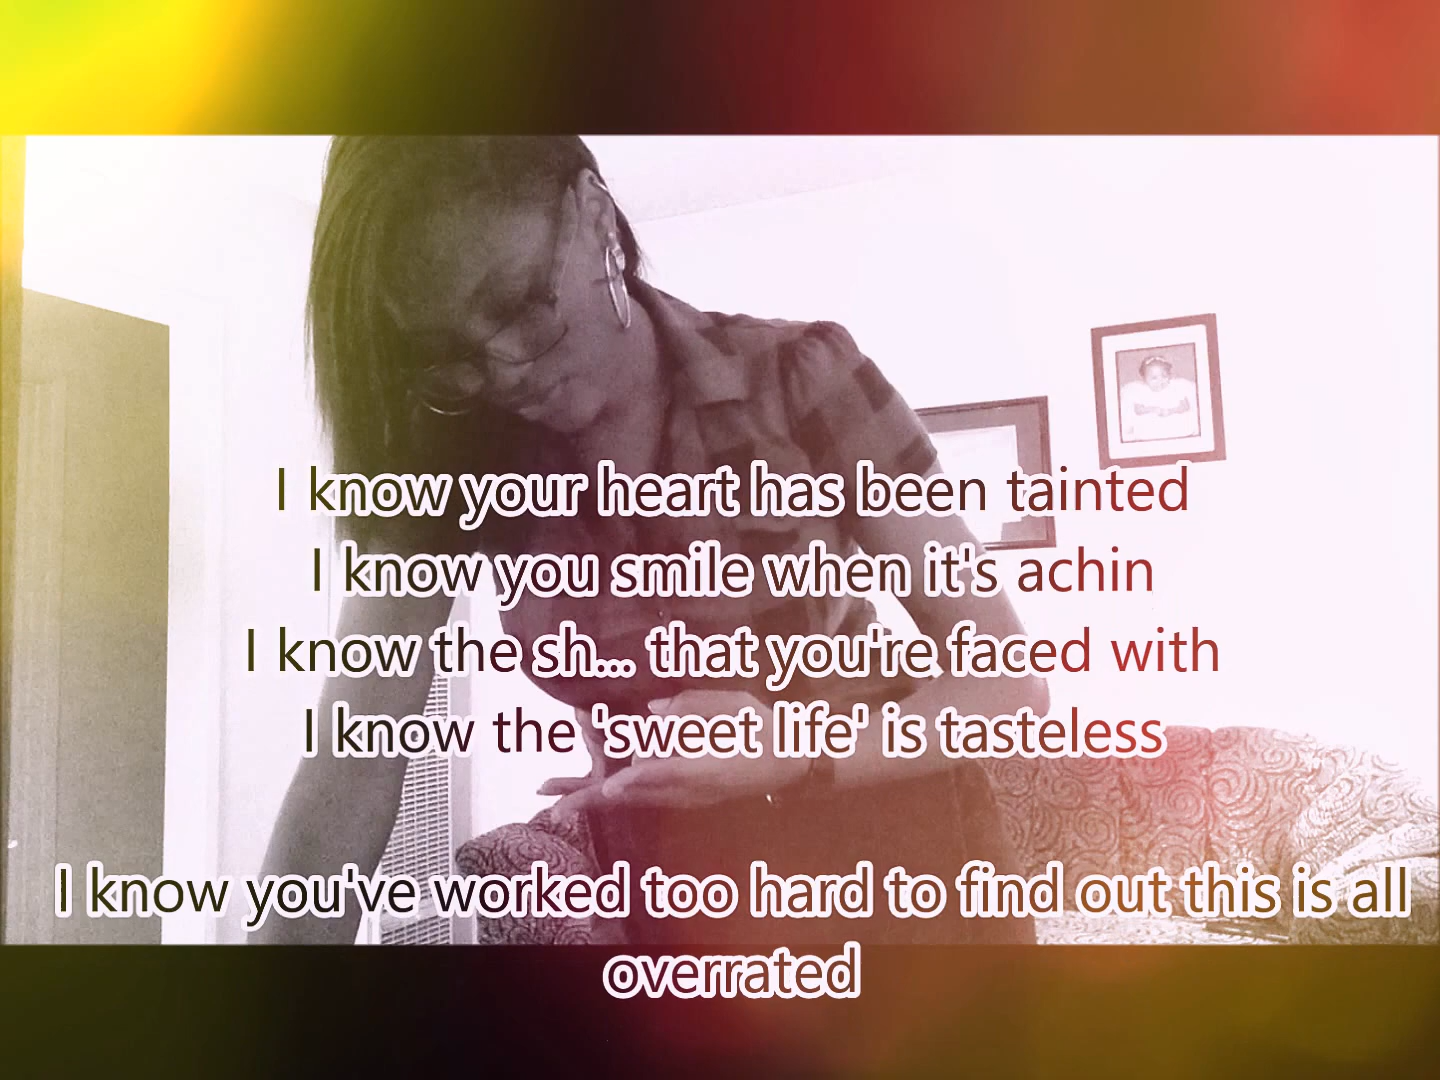 I know your heart has been tainted
I know you smile when it's achin
I know the sh... that you're faced with
I know the 'sweet life' is tasteless
I know you've worked too hard to find out this is all
overrated